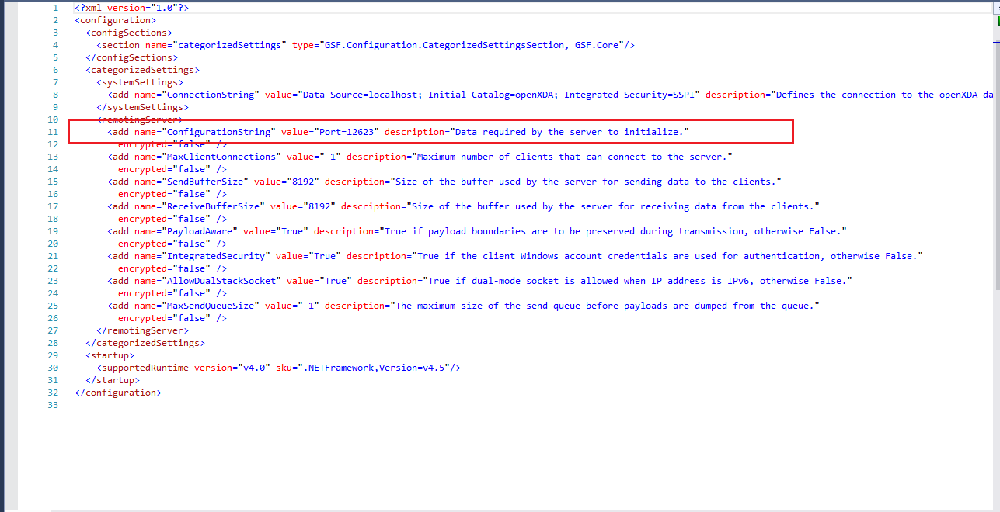 1 <?xml version="1.0"?>
2 <configuration>
3 <configSections>
4 <section name="categorizedSettings" type="GSF.Configuration.CategorizedSettingsSection, GSF.Core"/>
5 </configSections>
6 <categorizedSettings>
7 <systemSettings>
8 <add name="ConnectionString" value="Data Source=localhost; Initial Catalog=openXDA; Integrated Security=SSPI" description="Defines the connection to the openXDA da
9 </systemSettings>
10 <remotingServer>
11 <add name="ConfigurationString" value="Port=12623" description="Data required by the server to initialize."
12 encrypted="false" />
13 <add name="MaxClientConnections" value="-1" description="Maximum number of clients that can connect to the server."
14 encrypted="false" />
15 <add name="SendBufferSize" value="8192" description="Size of the buffer used by the server for sending data to the clients."
16 encrypted="false" />
17 <add name="ReceiveBufferSize" value="8192" description="Size of the buffer used by the server for receiving data from the clients."
18 encrypted="false" />
19 <add name="PayloadAware" value="True" description="True if payload boundaries are to be preserved during transmission, otherwise False."
20 encrypted="false" />
21 <add name="IntegratedSecurity" value="True" description="True if the client Windows account credentials are used for authentication, otherwise False."
22 encrypted="false" />
23 <add name="AllowDualStackSocket" value="True" description="True if dual-mode socket is allowed when IP address is IPv6, otherwise False."
24 encrypted="false" />
25 <add name="MaxSendQueueSize" value="-1" description="The maximum size of the send queue before payloads are dumped from the queue."
26 encrypted="false" />
27 </remotingServer>
28 </categorizedSettings>
29 <startup>
30 <supportedRuntime version="v4.0" sku=".NETFramework,Version=v4.5"/>
31 </startup>
32 </configuration>
33